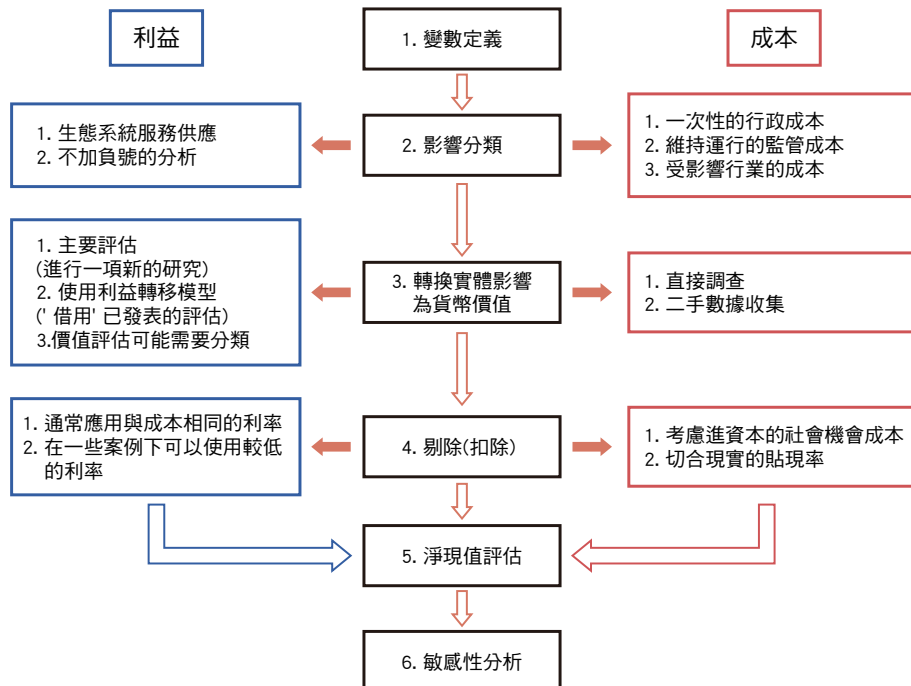 利益
1. 變數定義
成本
1. 生態系統服務供應
2. 不加負號的分析
2. 影響分類
1. 一次性的行政成本
2. 維持運行的監管成本
3. 受影響行業的成本
1. 主要評估
(進行一項新的研究)
2. 使用利益轉移模型
(' 借用' 已發表的評估)
3.價值評估可能需要分類
3. 轉換實體影響
為貨幣價值
1. 直接調查
2. 二手數據收集
1. 通常應用與成本相同的利率
2. 在一些案例下可以使用較低
的利率
4. 剔除(扣除)
1. 考慮進資本的社會機會成本
2. 切合現實的貼現率
5. 淨現值評估
6. 敏感性分析